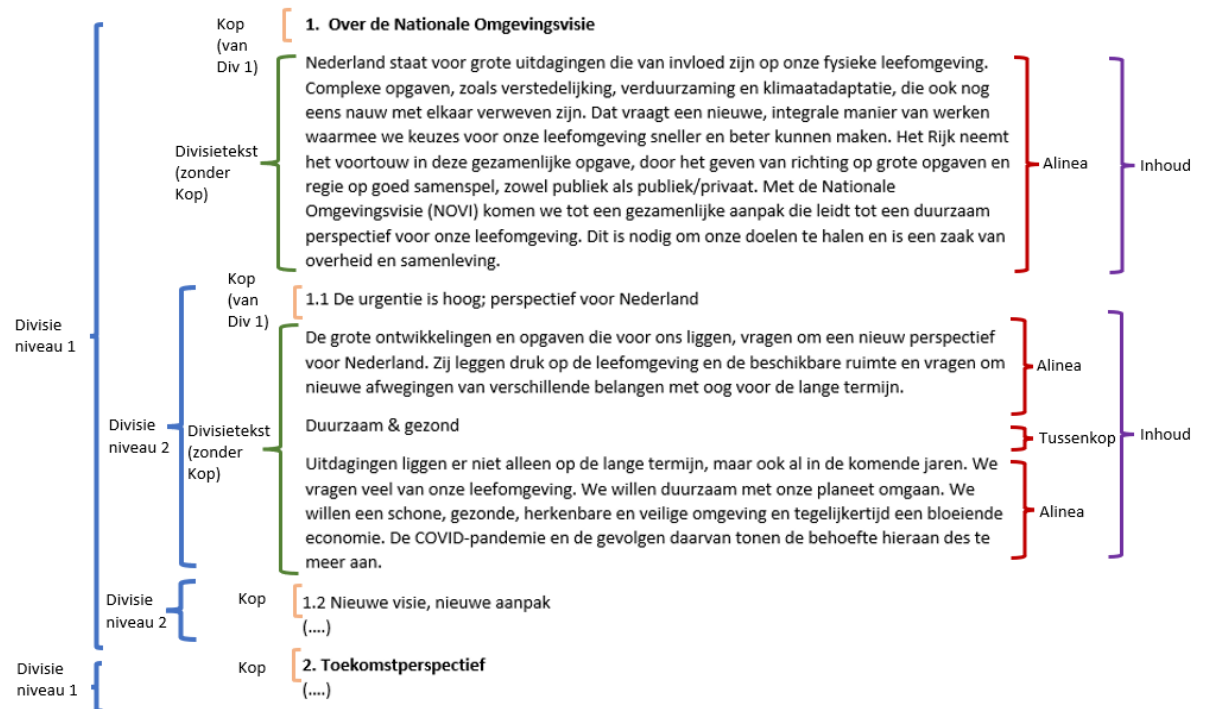 Kop
(van
Div 1)
1. Over de Nationale Omgevingsvisie
Nederland staat voor grote uitdagingen die van invloed zijn op onze fysieke leefomgeving.
Complexe opgaven, zoals verstedelijking, verduurzaming en klimaatadaptatie, die ook nog
eens nauw met elkaar verweven zijn. Dat vraagt een nieuwe, integrale manier van werken
waarmee we keuzes voor onze leefomgeving sneller en beter kunnen maken. Het Rijk neemt
het voortouw in deze gezamenlijke opgave, door het geven van richting op grote opgaven en
regie op goed samenspel, zowel publiek als publiek/privaat. Met de Nationale
Omgevingsvisie (NOVI) komen we tot een gezamenlijke aanpak die leidt tot een duurzaam
perspectief voor onze leefomgeving. Dit is nodig om onze doelen te halen en is een zaak van
overheid en samenleving.
Divisietekst
(zonder
Kop)
Alinea
Inhoud
Kop
(van
Div 1)
1.1 De urgentie is hoog; perspectief voor Nederland
De grote ontwikkelingen en opgaven die voor ons liggen, vragen om een nieuw perspectief
voor Nederland. Zij leggen druk op de leefomgeving en de beschikbare ruimte en vragen om
nieuwe afwegingen van verschillende belangen met oog voor de lange termijn.
Alinea
Divisie
niveau 1
Divisie
niveau 2
Divisietekst
(zonder
Kop)
Duurzaam & gezond
Tussenkop
Inhoud
Uitdagingen liggen er niet alleen op de lange termijn, maar ook al in de komende jaren. We
vragen veel van onze leefomgeving. We willen duurzaam met onze planeet omgaan. We
willen een schone, gezonde, herkenbare en veilige omgeving en tegelijkertijd een bloeiende
economie. De COVID-pandemie en de gevolgen daarvan tonen de behoefte hieraan des te
meer aan.
Alinea
Divisie
niveau 2
Kop
1.2 Nieuwe visie, nieuwe aanpak
(....)
Divisie
niveau 1
Kop
2. Toekomstperspectief
(....)